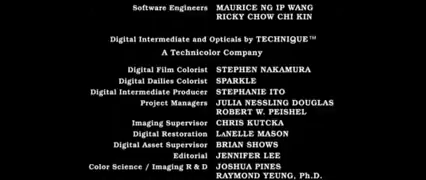 Software Engineers MAURICE NG IP WANG
RICKY CHOW CHI KIN
Digital Intermediate and Opticals by TECHNIQUE™
A Technicolor Company
Digital Film Colorist STEPHEN NAKAMURA
Digital Dailies Colorist SPARKLE
Digital Intermediate Producer STEPHANIE ITO
Project Managers JULIA NESSLING DOUGLAS
ROBERT W. PEISHEL
Imaging Supervisor CHRIS KUTCKA
Digital Restoration LaNELLE MASON
Digital Asset Supervisor BRIAN SHOWS
Editorial JENNIFER LEE
Color Science / Imaging R & D JOSHUA PINES
RAYMOND YEUNG, Ph.D.